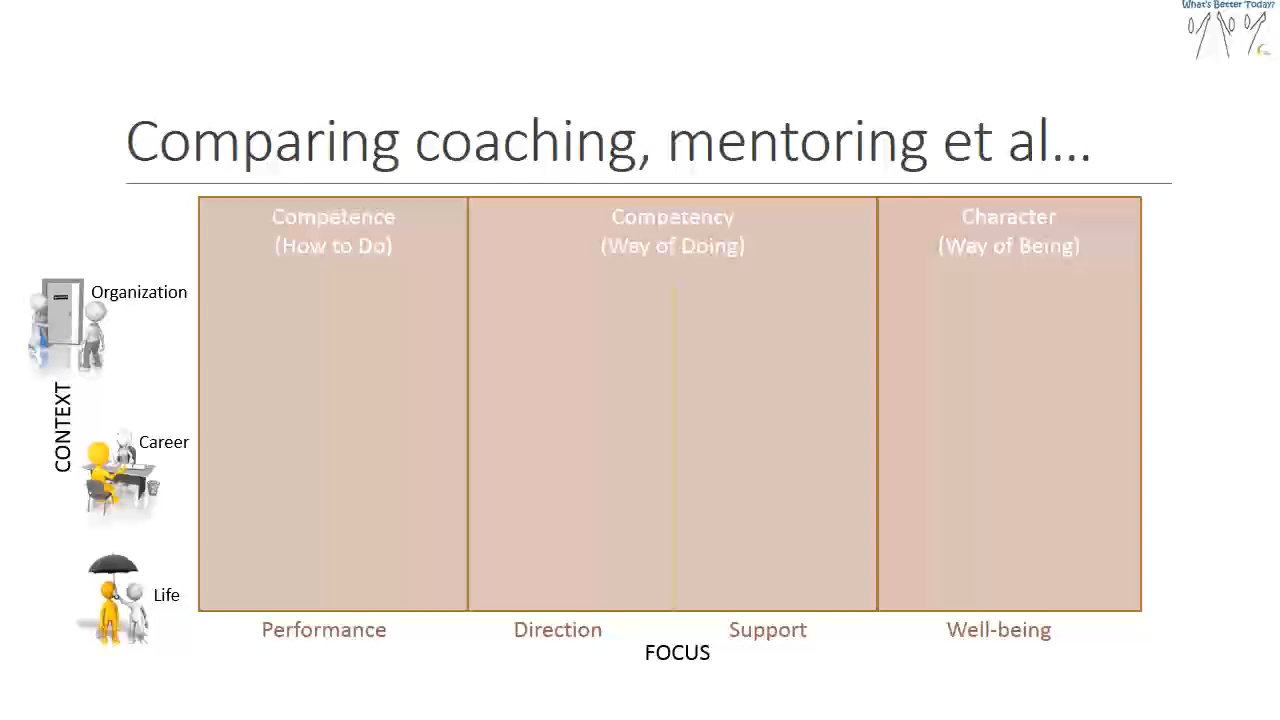 What's Better Today?
Comparing coaching, mentoring et al...
Competence
(How to Do)
Competency
(Way of Doing)
Character
(Way of Being)
Organization
CONTEXT
Career
Life
Performance
Direction
Support
Well-being
FOCUS